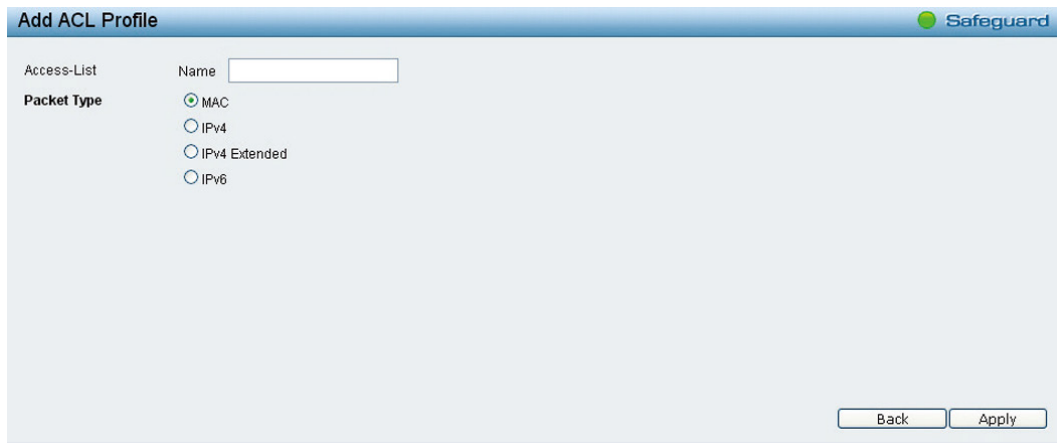 Add ACL Profile Safeguard
Access-List Name
Packet Type MAC
IPv4
IPv4 Extended
IPv6
Back Apply